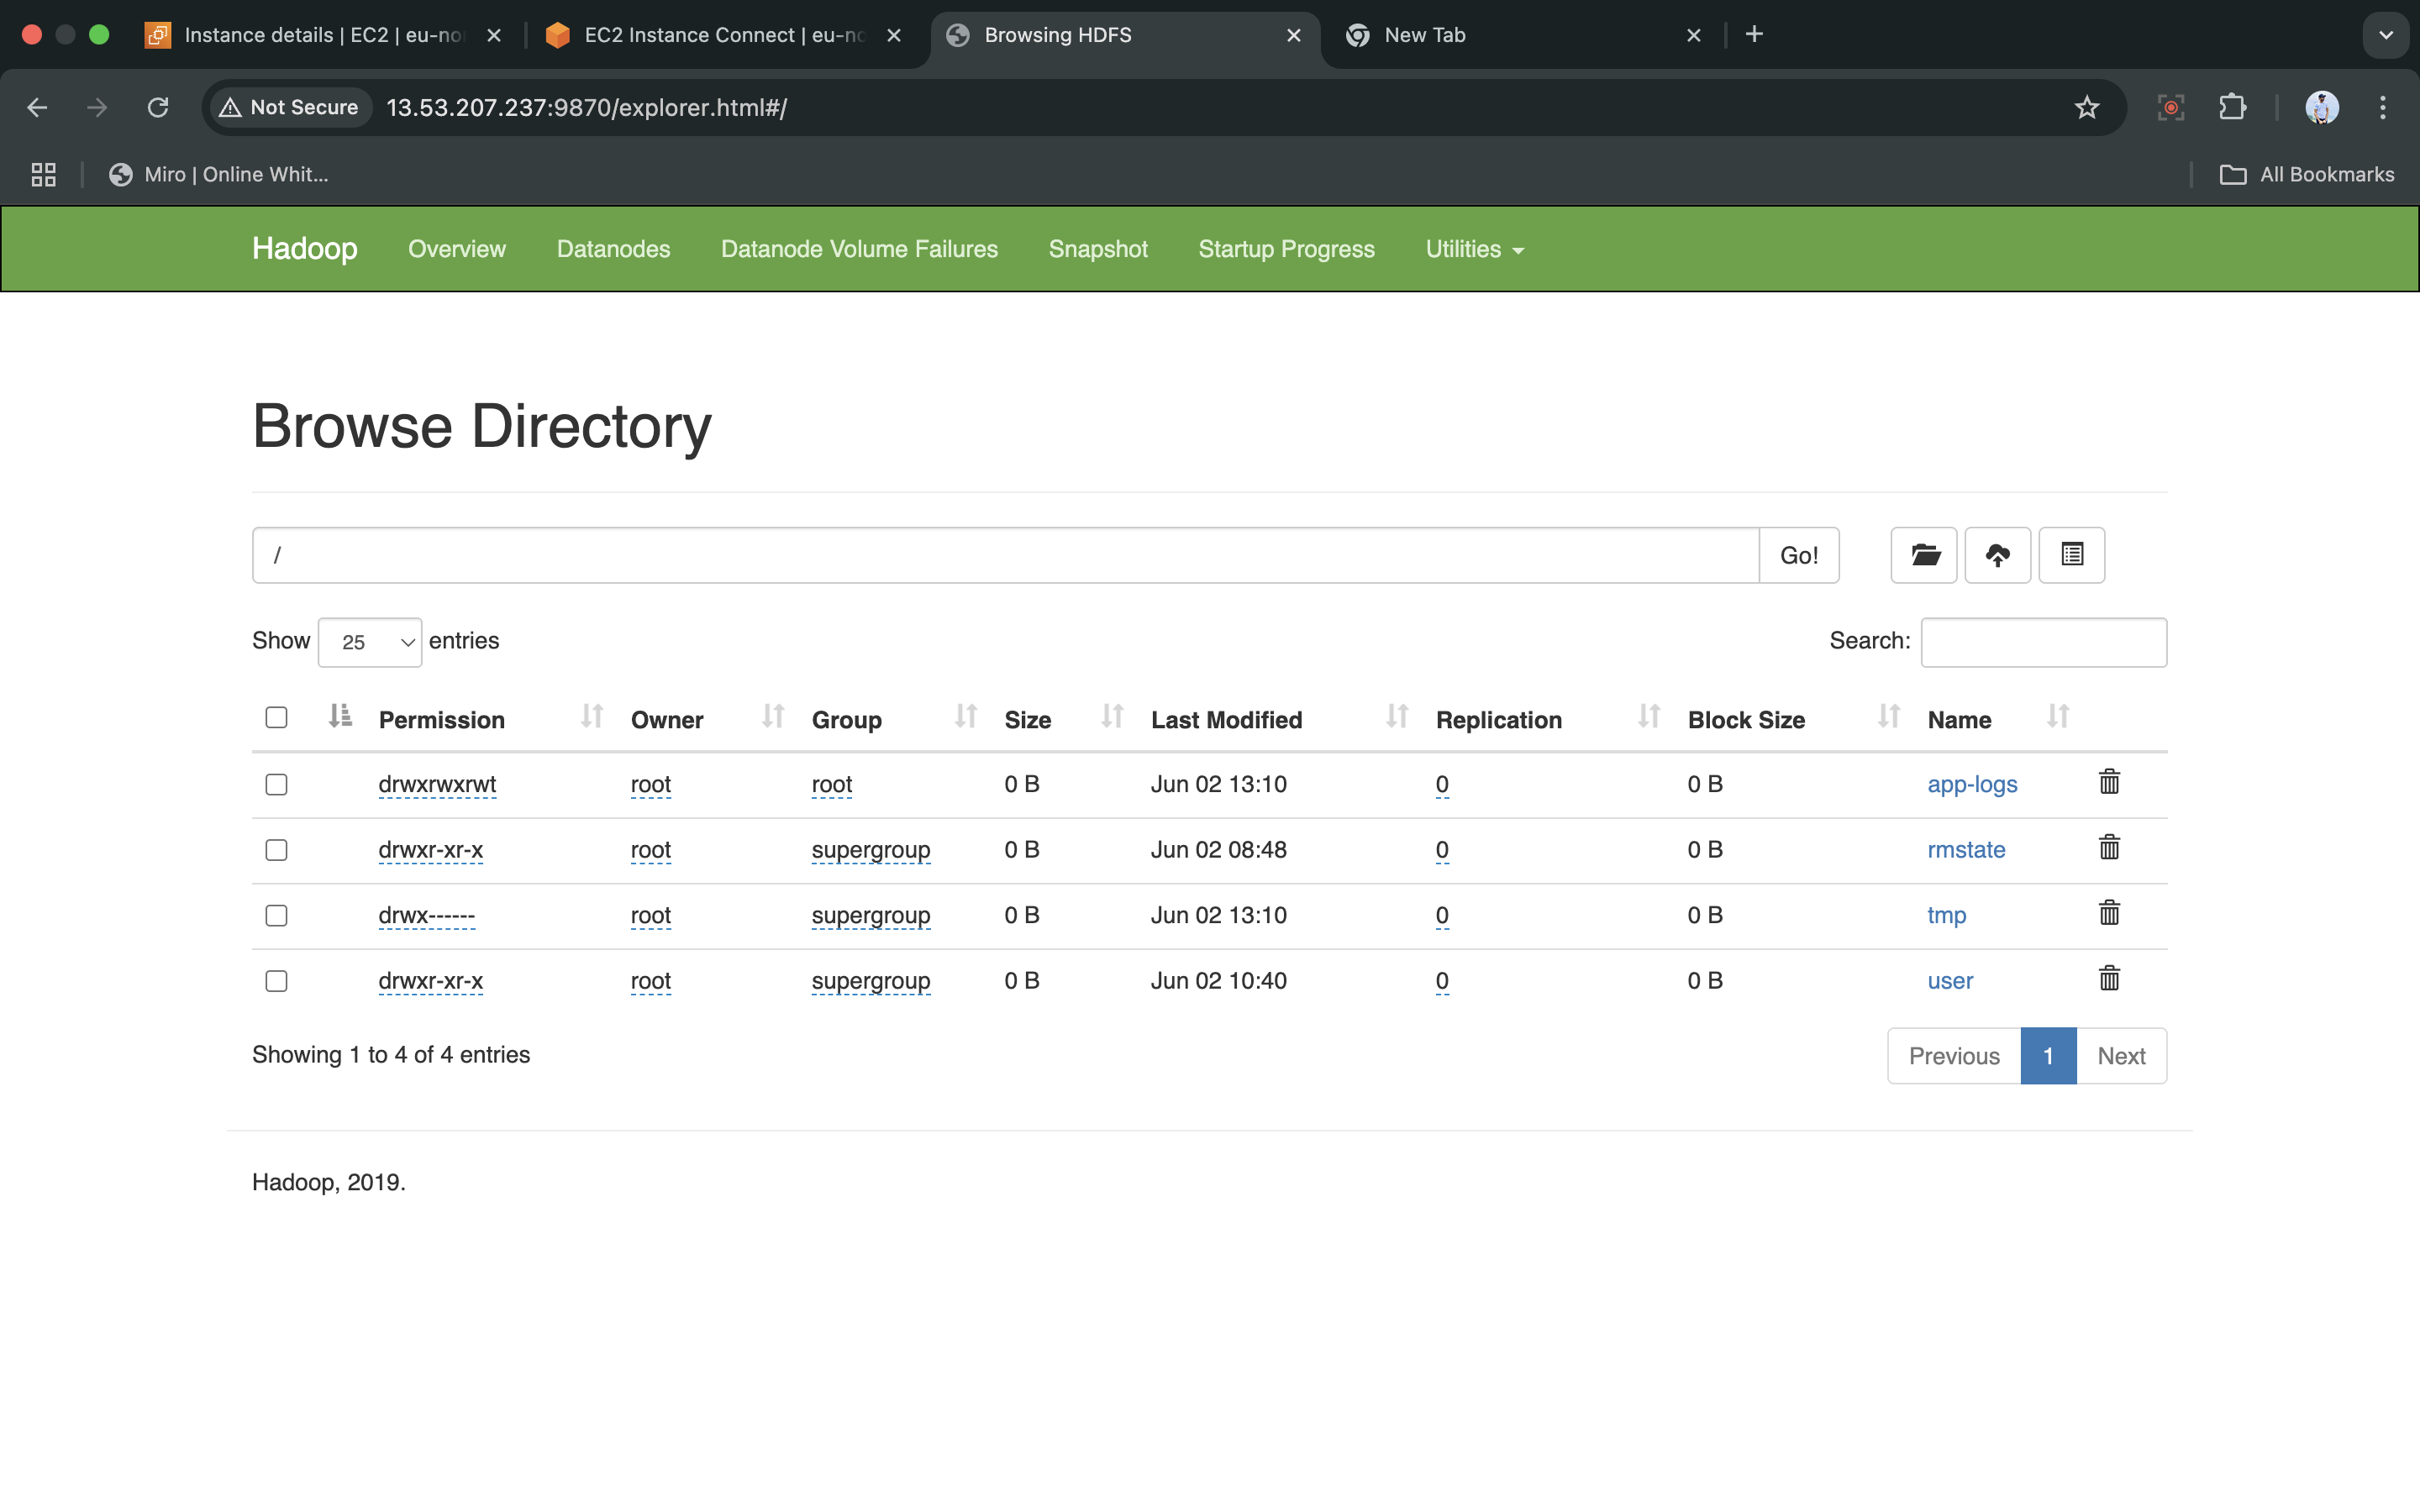 Instance details | EC2 | eu-no
EC2 Instance Connect | eu-no
Browsing HDFS
New Tab
Not Secure
13.53.207.237:9870/explorer.html#/
Miro | Online Whit...
All Bookmarks
Hadoop Overview Datanodes Datanode Volume Failures Snapshot Startup Progress Utilities
Browse Directory
/ Go!
Show 25 entries Search:
Permission Owner Group Size Last Modified Replication Block Size Name
drwxrwxrwt root root 0 B Jun 02 13:10 0 0 B app-logs
drwxr-xr-x root supergroup 0 B Jun 02 08:48 0 0 B rmstate
drwx------ root supergroup 0 B Jun 02 13:10 0 0 B tmp
drwxr-xr-x root supergroup 0 B Jun 02 10:40 0 0 B user
Showing 1 to 4 of 4 entries Previous 1 Next
Hadoop, 2019.